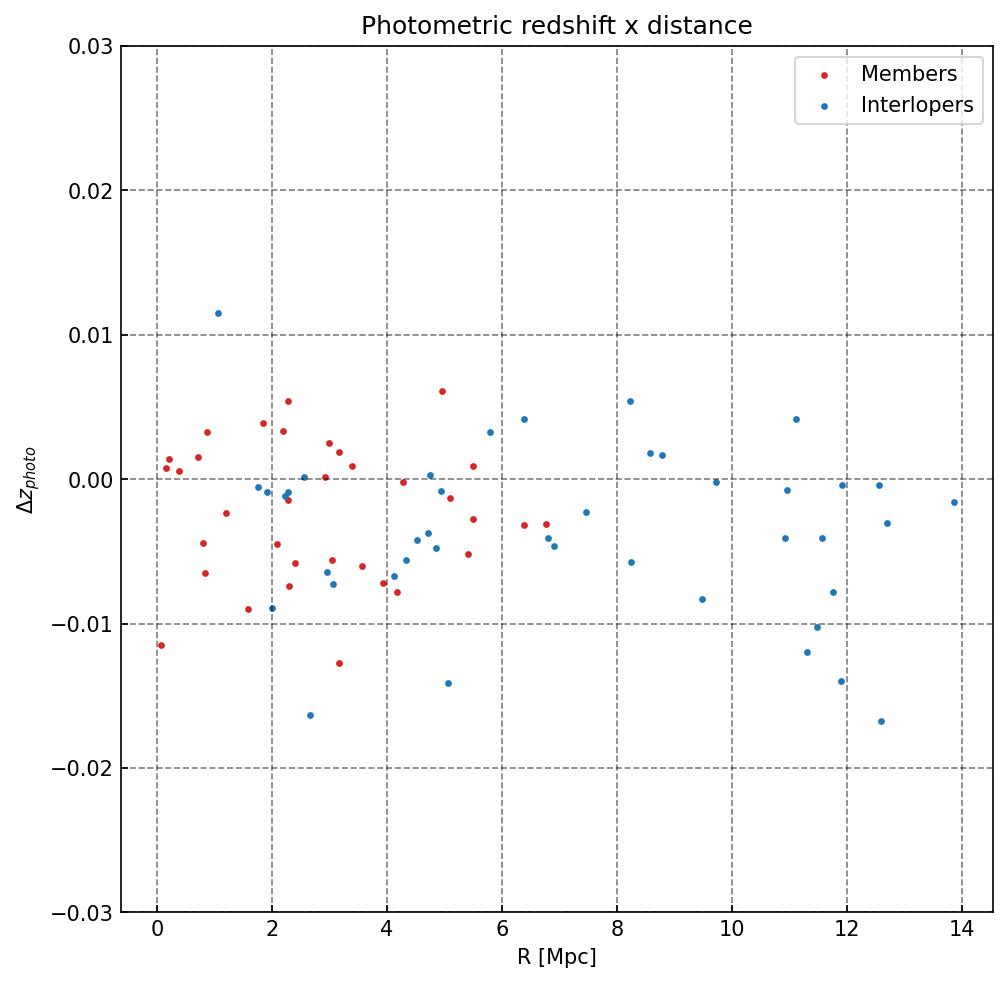 Photometric redshift x distance
0.03
0.02
0.01
0.00
−0.01
−0.02
−0.03
Δz_photo
Members
Interlopers
0 2 4 6 8 10 12 14
R [Mpc]